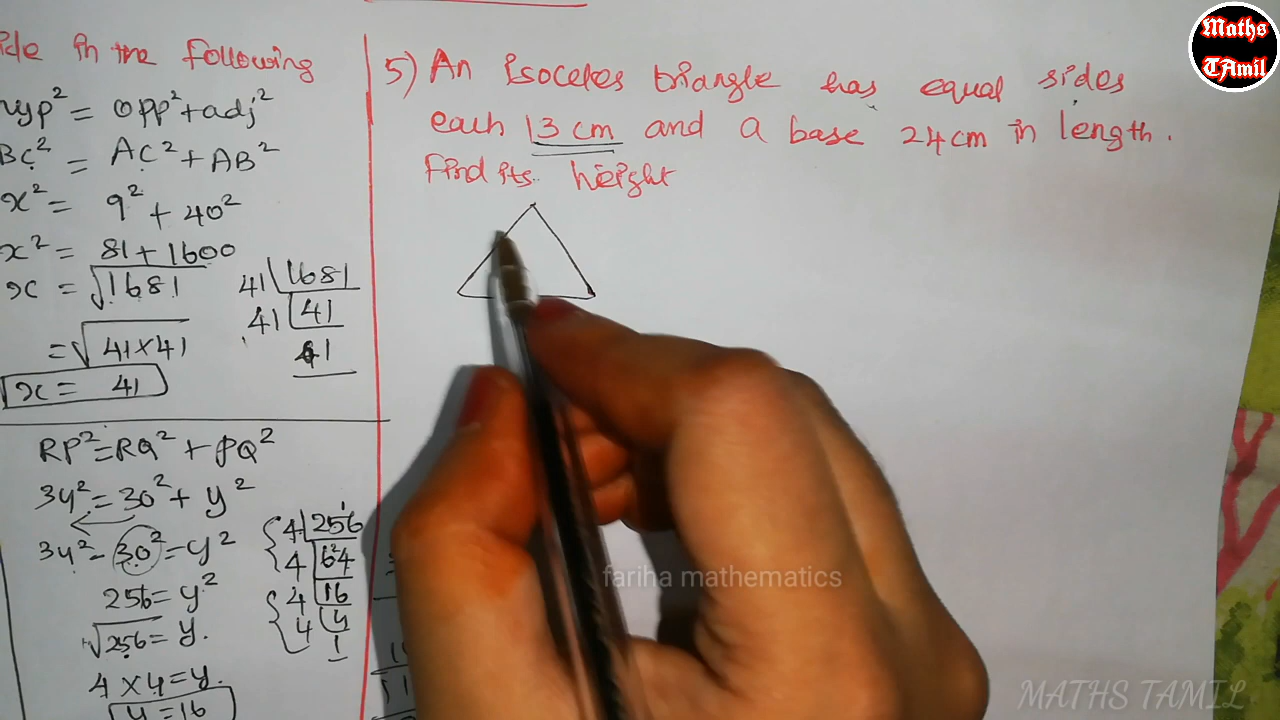 Maths
TAmil
ide in the following
hyp² = opp² + adj²
BC² = AC² + AB²
x² = 9² + 40²
x² = 81 + 1600
x = √1681
= √41×41
x = 41
41 1681
41 41
41
RP² = RQ² + PQ²
34² = 30² + y²
34² - 30² = y²
256 = y²
√256 = y.
4 × 4 = y.
y = 16
4 256
4 64
4 16
4 4
1
5) An isoceles triangle has equal sides
each 13 cm and a base 24 cm in length.
Find its height
fariha mathematics
MATHS TAMIL